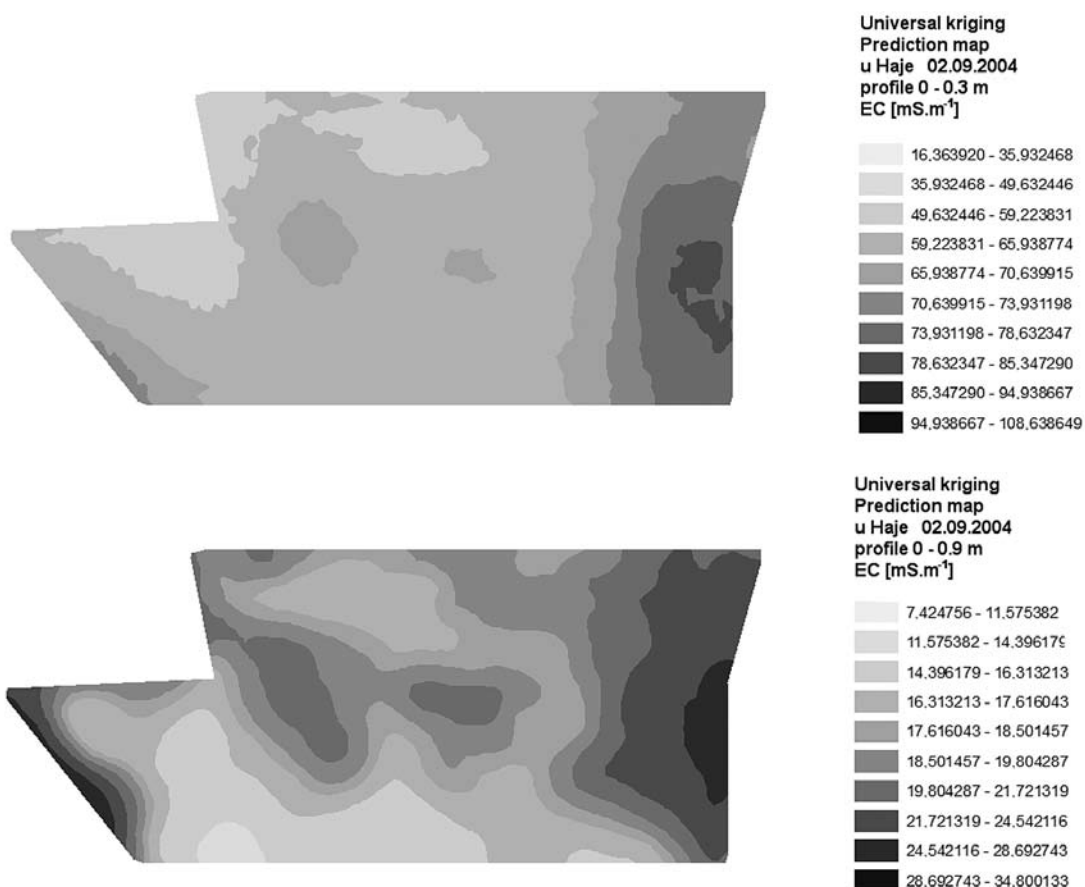 Universal kriging
Prediction map
u Haje 02.09.2004
profile 0 - 0.3 m
EC [mS.m⁻¹]
16,363920 - 35,932468
35,932468 - 49,632446
49,632446 - 59,223831
59,223831 - 65,938774
65,938774 - 70,639915
70,639915 - 73,931198
73,931198 - 78,632347
78,632347 - 85,347290
85,347290 - 94,938667
94,938667 - 108,638649
Universal kriging
Prediction map
u Haje 02.09.2004
profile 0 - 0.9 m
EC [mS.m⁻¹]
7,424756 - 11,575382
11,575382 - 14,396179
14,396179 - 16,313213
16,313213 - 17,616043
17,616043 - 18,501457
18,501457 - 19,804287
19,804287 - 21,721319
21,721319 - 24,542116
24,542116 - 28,692743
28,692743 - 34,800133